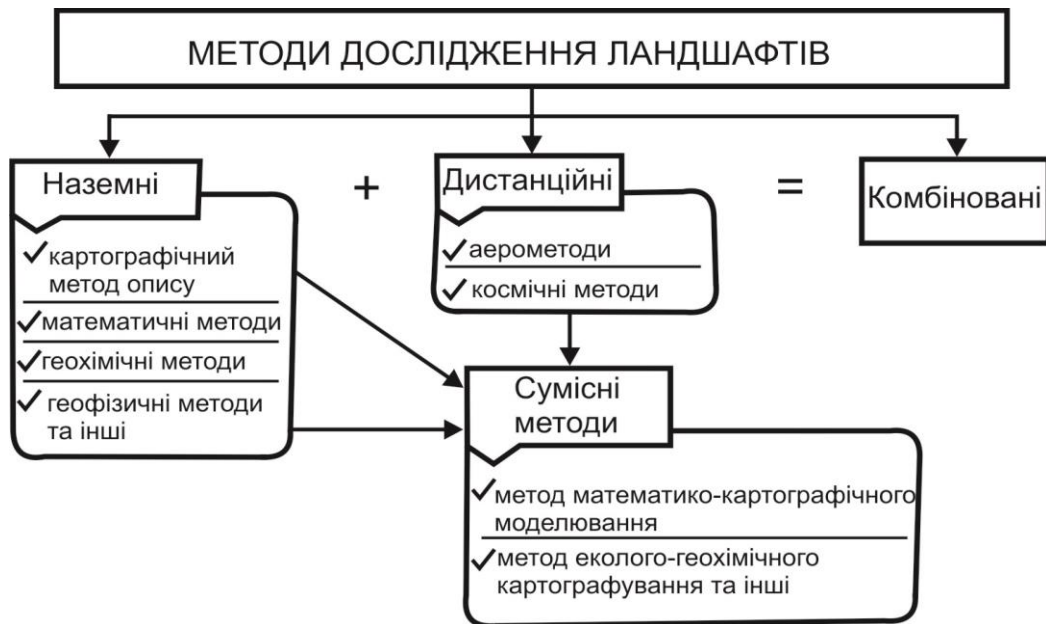 МЕТОДИ ДОСЛІДЖЕННЯ ЛАНДШАФТІВ
Наземні
+
Дистанційні
=
Комбіновані
картографічний
метод опису
математичні методи
геохімічні методи
геофізичні методи
та інші
аерометоди
космічні методи
Сумісні
методи
метод математико-картографічного
моделювання
метод еколого-геохімічного
картографування та інші